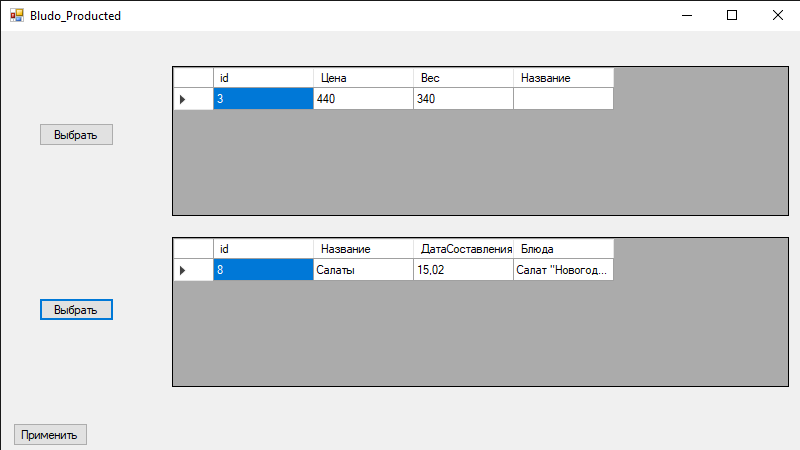 Bludo_Producted
id Цена Вес Название
3 440 340
Выбрать
id Название ДатаСоставления Блюда
8 Салаты 15,02 Салат "Новогод...
Выбрать
Применить